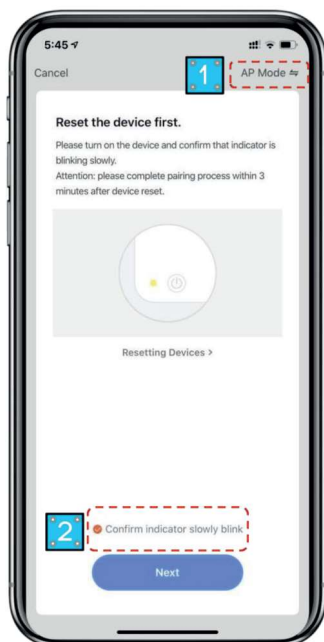 5:45
Cancel
1
AP Mode ⇋
Reset the device first.
Please turn on the device and confirm that indicator is
blinking slowly.
Attention: please complete pairing process within 3
minutes after device reset.
Resetting Devices >
2
Confirm indicator slowly blink
Next